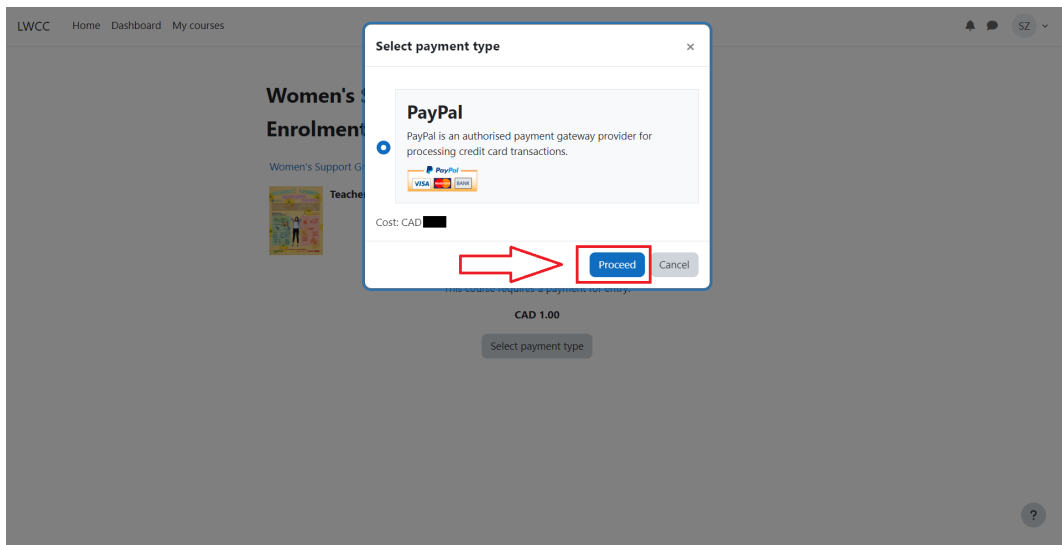 LWCC Home Dashboard My courses SZ
Select payment type ×
Women's
Enrolment
PayPal
PayPal is an authorised payment gateway provider for
processing credit card transactions.
PayPal
VISA BANK
Women's Support G
Teache
Cost: CAD
Proceed Cancel
This course requires a payment for entry.
CAD 1.00
Select payment type
?